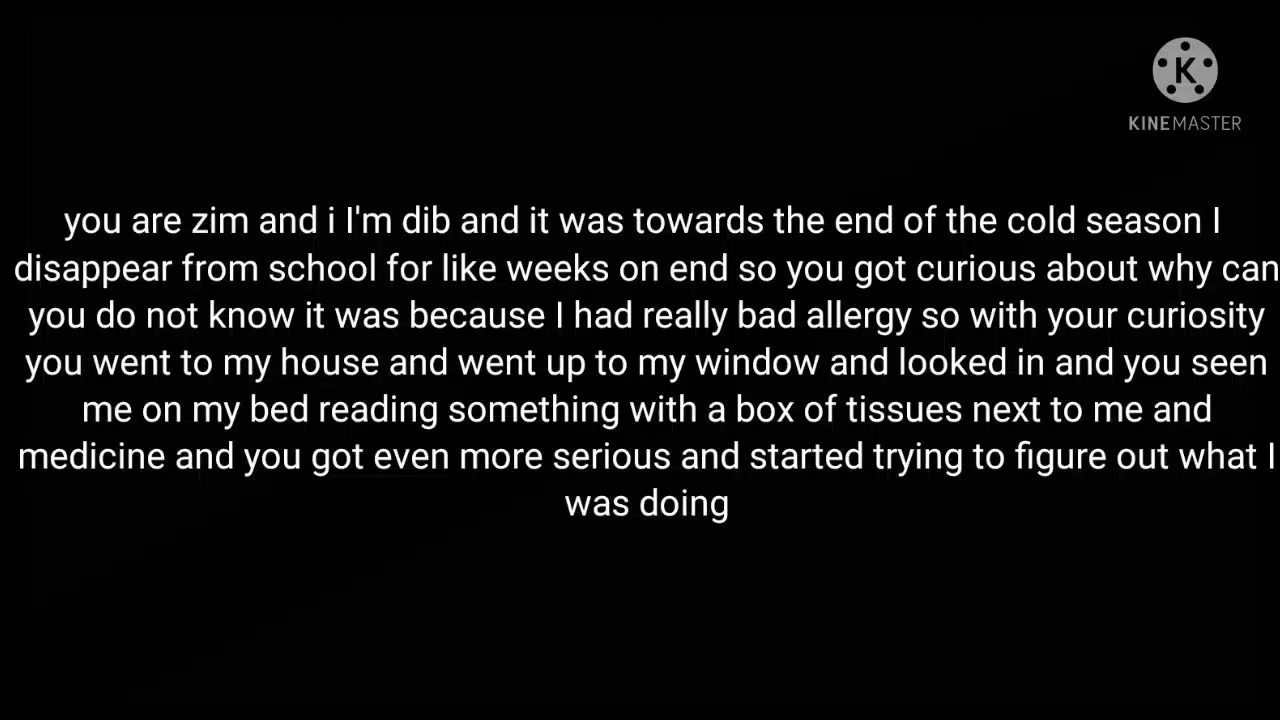 K
KINEMASTER
you are zim and i I'm dib and it was towards the end of the cold season I
disappear from school for like weeks on end so you got curious about why can
you do not know it was because I had really bad allergy so with your curiosity
you went to my house and went up to my window and looked in and you seen
me on my bed reading something with a box of tissues next to me and
medicine and you got even more serious and started trying to figure out what I
was doing